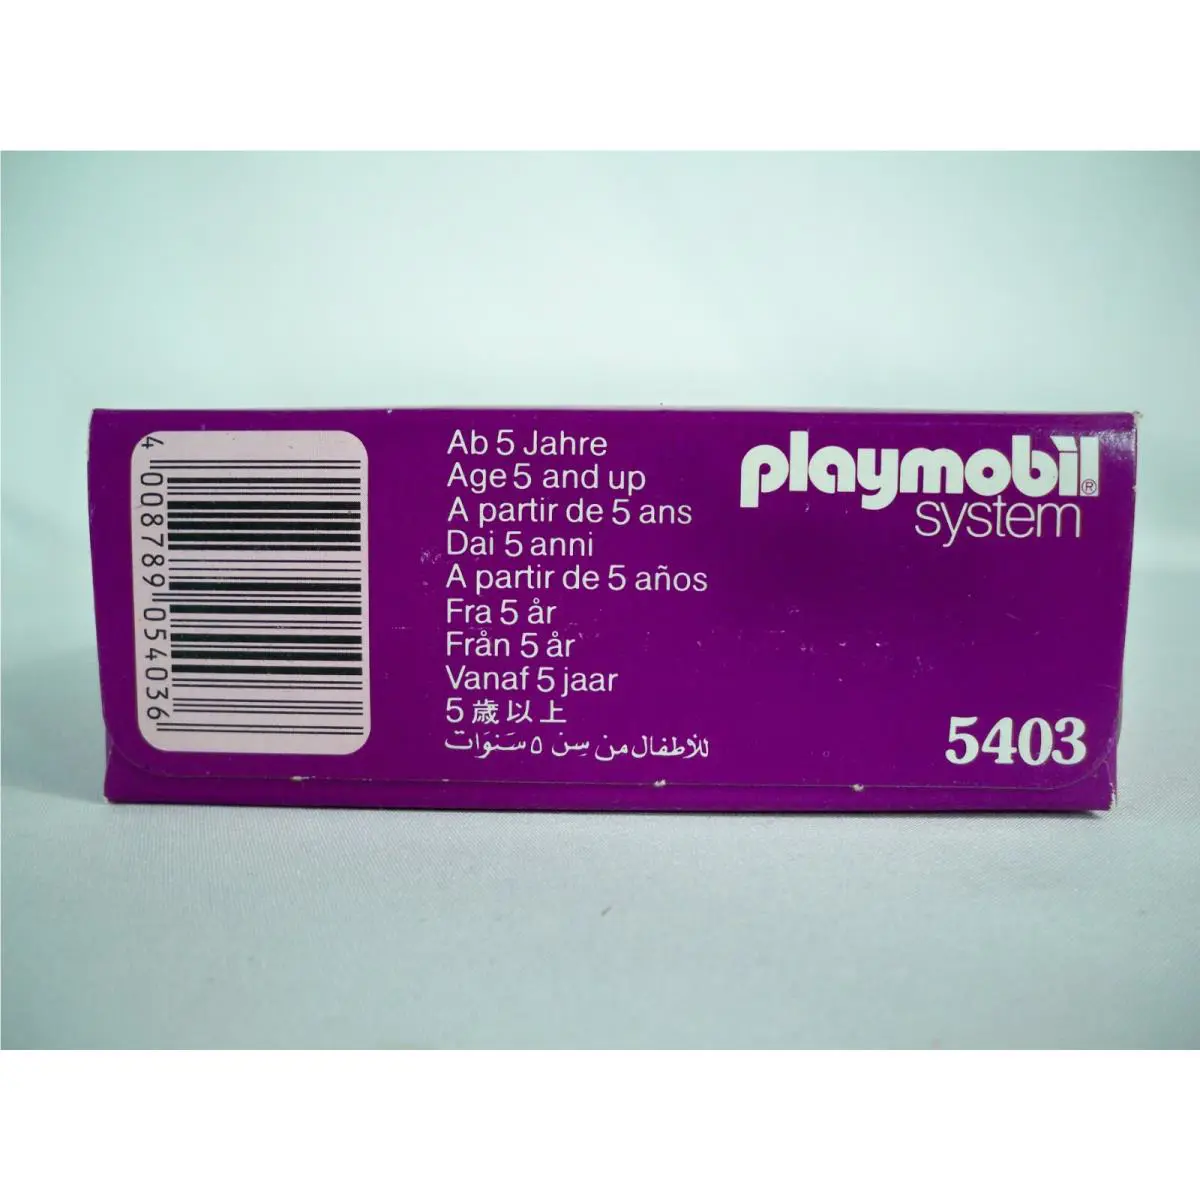 4 008789 054036
Ab 5 Jahre
Age 5 and up
A partir de 5 ans
Dai 5 anni
A partir de 5 años
Fra 5 år
Från 5 år
Vanaf 5 jaar
5歳以上
للأطفال من سِن ٥ سَنوَات
playmobil®
system
5403